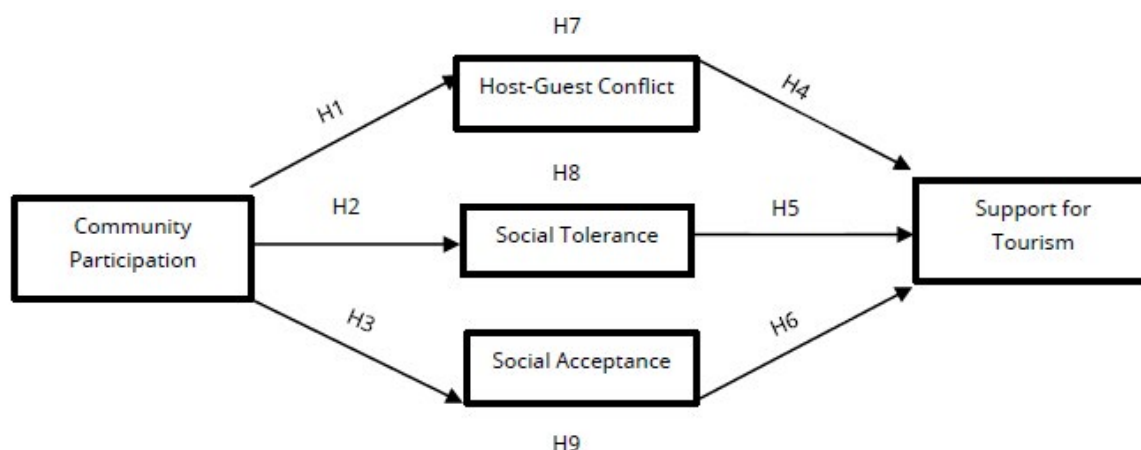 H7
Host-Guest Conflict
H1
H4
H8
Community
Participation
H2
Social Tolerance
H5
Support for
Tourism
H3
Social Acceptance
H6
H9